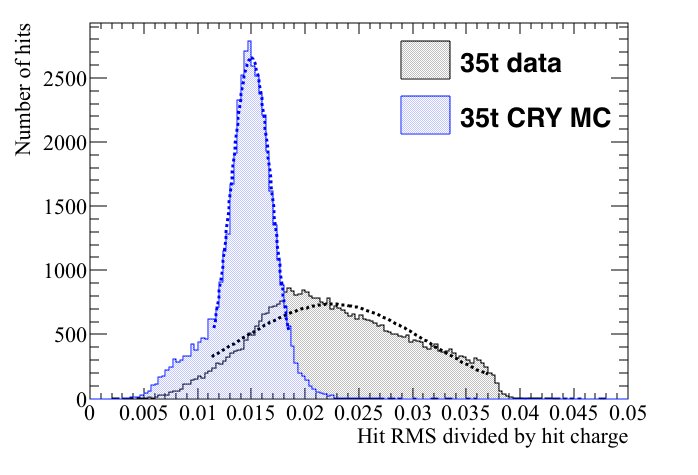 Number of hits
2500
2000
1500
1000
500
0
35t data
35t CRY MC
0 0.005 0.01 0.015 0.02 0.025 0.03 0.035 0.04 0.045 0.05
Hit RMS divided by hit charge